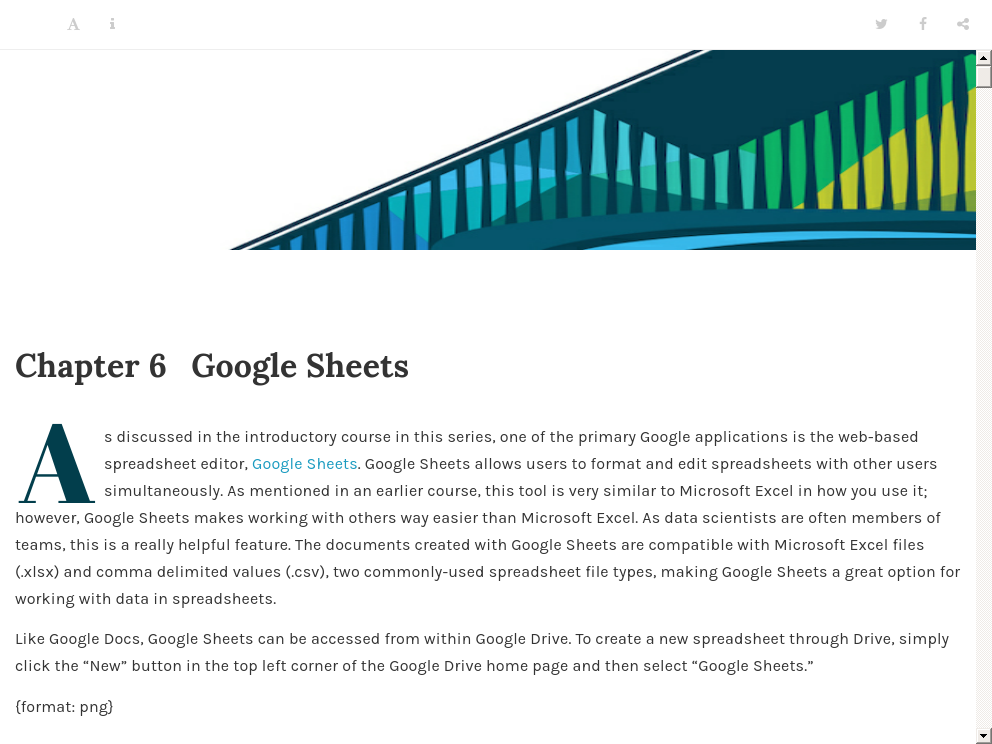 Chapter 6 Google Sheets
As discussed in the introductory course in this series, one of the primary Google applications is the web-based
spreadsheet editor, Google Sheets. Google Sheets allows users to format and edit spreadsheets with other users
simultaneously. As mentioned in an earlier course, this tool is very similar to Microsoft Excel in how you use it;
however, Google Sheets makes working with others way easier than Microsoft Excel. As data scientists are often members of
teams, this is a really helpful feature. The documents created with Google Sheets are compatible with Microsoft Excel files
(.xlsx) and comma delimited values (.csv), two commonly-used spreadsheet file types, making Google Sheets a great option for
working with data in spreadsheets.
Like Google Docs, Google Sheets can be accessed from within Google Drive. To create a new spreadsheet through Drive, simply
click the “New” button in the top left corner of the Google Drive home page and then select “Google Sheets.”
{format: png}